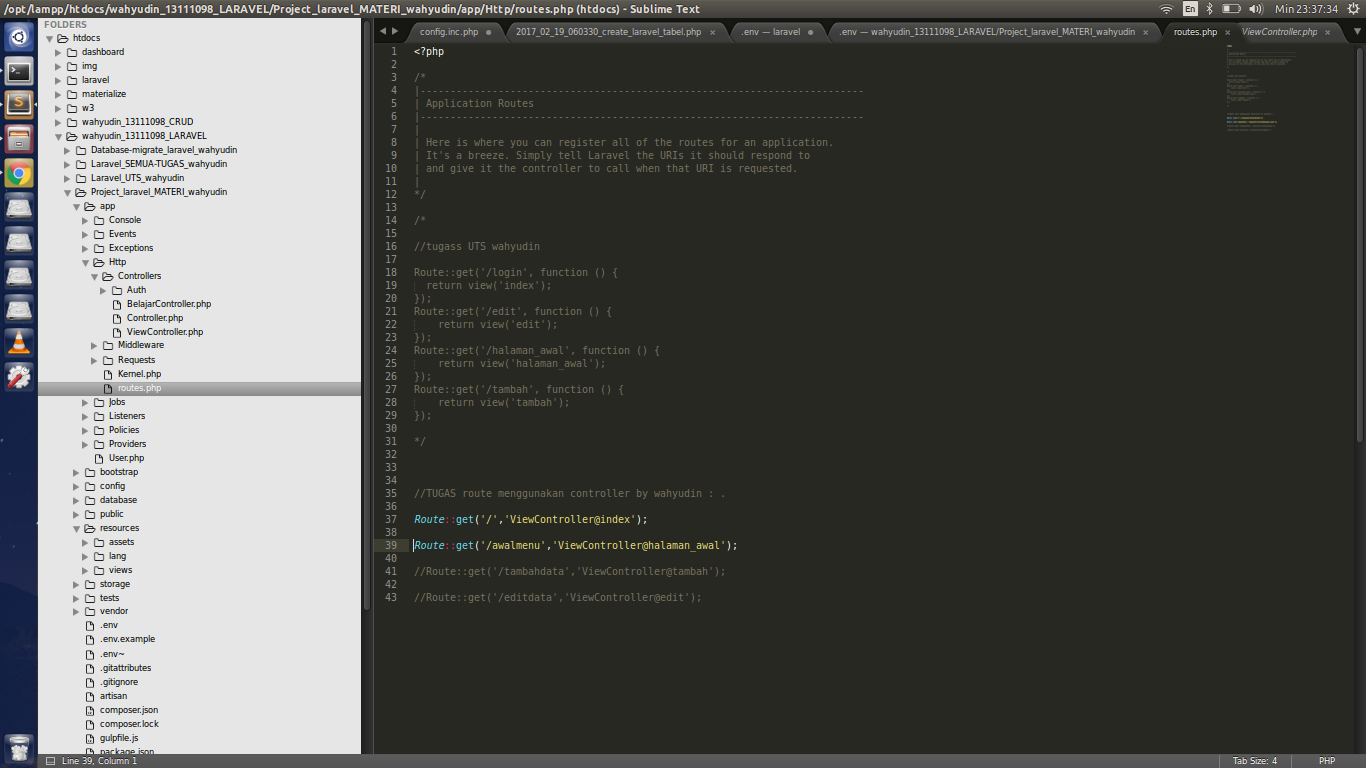 /opt/lampp/htdocs/wahyudin_13111098_LARAVEL/Project_laravel_MATERI_wahyudin/app/Http/routes.php (htdocs) - Sublime Text
En
Min 23:37:34
FOLDERS
htdocs
dashboard
img
laravel
materialize
w3
wahyudin_13111098_CRUD
wahyudin_13111098_LARAVEL
Database-migrate_laravel_wahyudin
Laravel_SEMUA-TUGAS_wahyudin
Laravel_UTS_wahyudin
Project_laravel_MATERI_wahyudin
app
Console
Events
Exceptions
Http
Controllers
Auth
BelajarController.php
Controller.php
ViewController.php
Middleware
Requests
Kernel.php
routes.php
Jobs
Listeners
Policies
Providers
User.php
bootstrap
config
database
public
resources
assets
lang
views
storage
tests
vendor
.env
.env.example
.env~
.gitattributes
.gitignore
artisan
composer.json
composer.lock
gulpfile.js
package.json
config.inc.php
2017_02_19_060330_create_laravel_tabel.php
.env — laravel
.env — wahyudin_13111098_LARAVEL/Project_laravel_MATERI_wahyudin
routes.php
ViewController.php
1 <?php
2
3 /*
4 |--------------------------------------------------------------------------
5 | Application Routes
6 |--------------------------------------------------------------------------
7 |
8 | Here is where you can register all of the routes for an application.
9 | It's a breeze. Simply tell Laravel the URIs it should respond to
10 | and give it the controller to call when that URI is requested.
11 |
12 */
13
14 /*
15
16 //tugass UTS wahyudin
17
18 Route::get('/login', function () {
19   return view('index');
20 });
21 Route::get('/edit', function () {
22     return view('edit');
23 });
24 Route::get('/halaman_awal', function () {
25     return view('halaman_awal');
26 });
27 Route::get('/tambah', function () {
28     return view('tambah');
29 });
30
31 */
32
33
34
35 //TUGAS route menggunakan controller by wahyudin : .
36
37 Route::get('/','ViewController@index');
38
39 Route::get('/awalmenu','ViewController@halaman_awal');
40
41 //Route::get('/tambahdata','ViewController@tambah');
42
43 //Route::get('/editdata','ViewController@edit');
Line 39, Column 1
Tab Size: 4
PHP